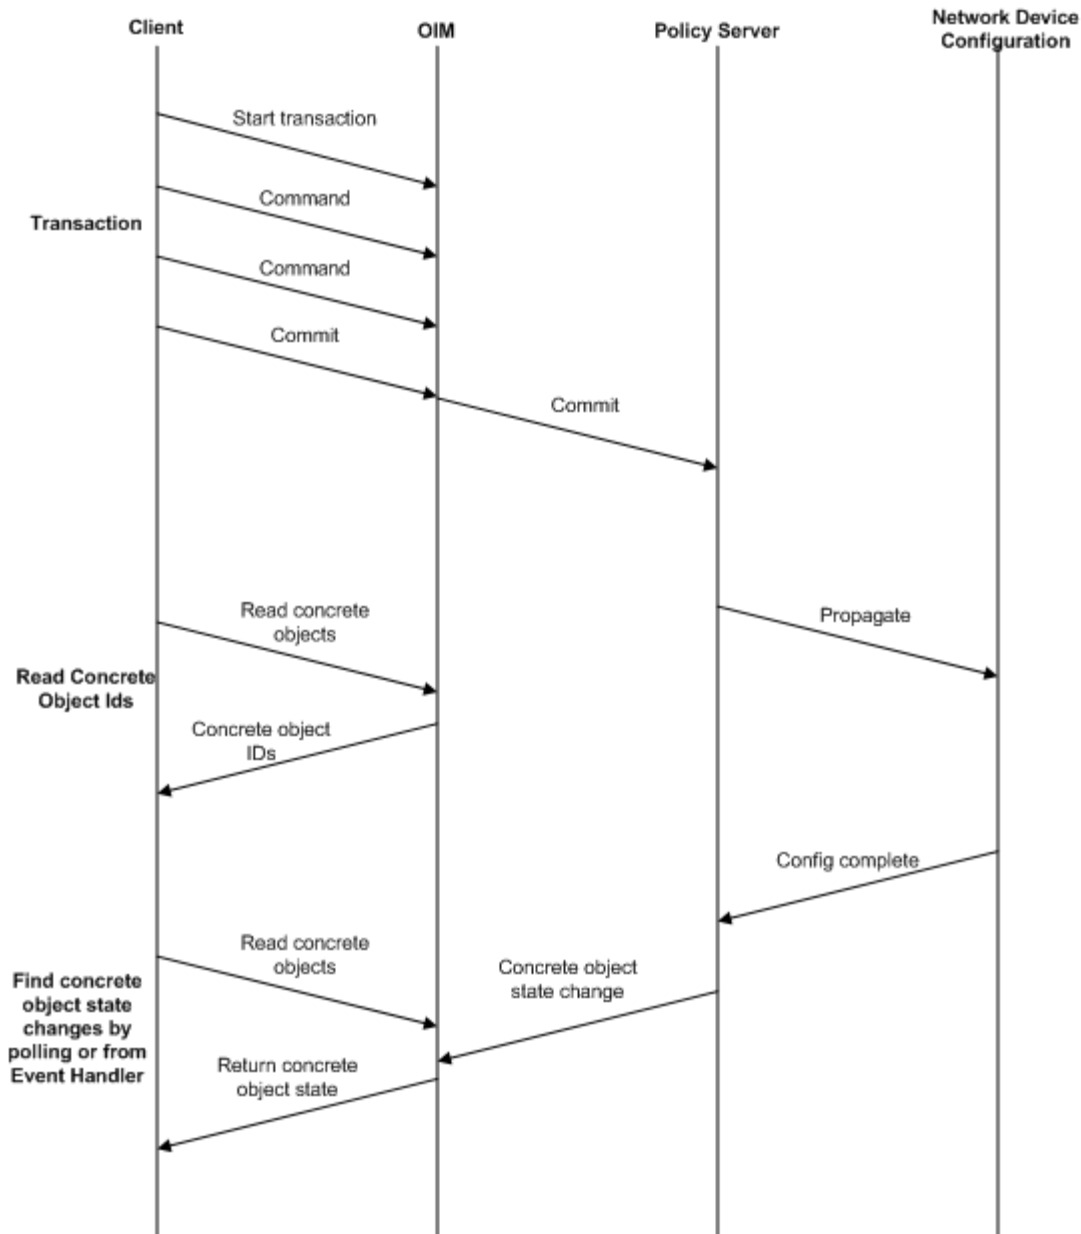 Client
OIM
Policy Server
Network Device
Configuration
Start transaction
Command
Transaction
Command
Commit
Commit
Read concrete
objects
Propagate
Read Concrete
Object Ids
Concrete object
IDs
Config complete
Read concrete
objects
Concrete object
state change
Find concrete
object state
changes by
polling or from
Event Handler
Return concrete
object state